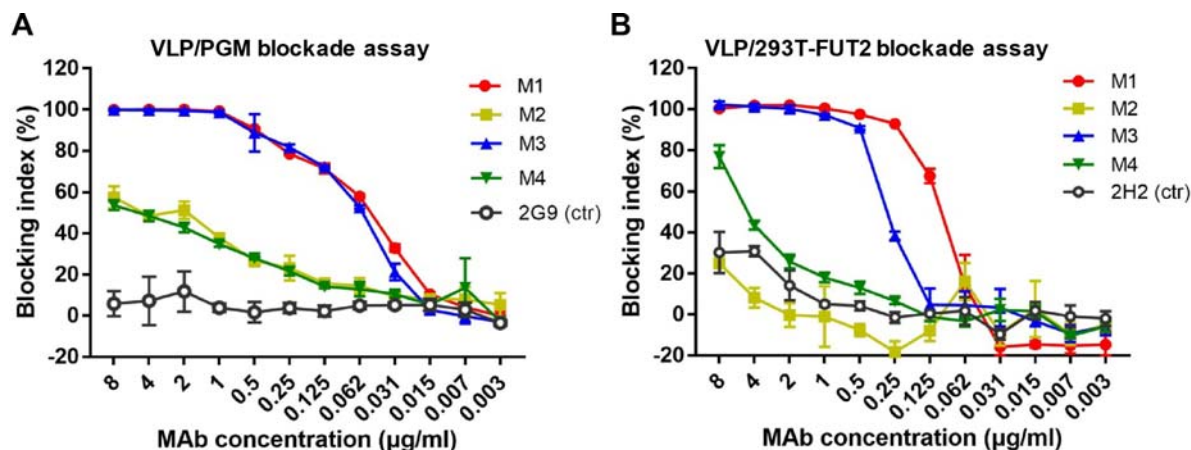 A
VLP/PGM blockade assay
Blocking index (%)
120
100
80
60
40
20
0
-20
M1
M2
M3
M4
2G9 (ctr)
8
4
2
1
0.5
0.25
0.125
0.062
0.031
0.015
0.007
0.003
MAb concentration (µg/ml)
B
VLP/293T-FUT2 blockade assay
Blocking index (%)
120
100
80
60
40
20
0
-20
M1
M2
M3
M4
2H2 (ctr)
8
4
2
1
0.5
0.25
0.125
0.062
0.031
0.015
0.007
0.003
MAb concentration (µg/ml)